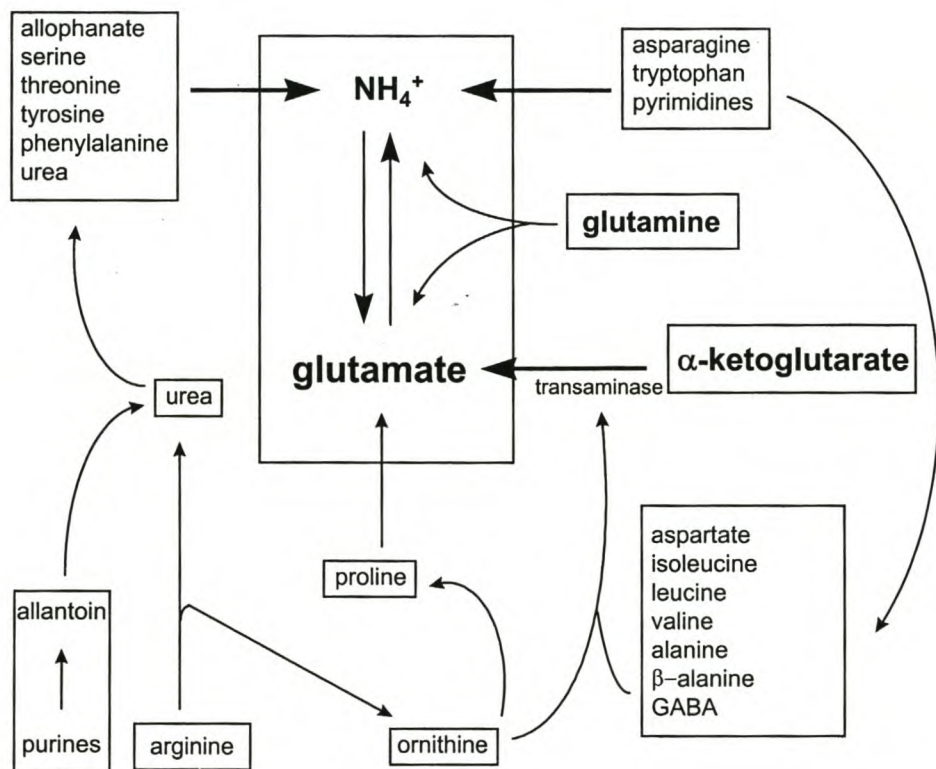 allophanate
serine
threonine
tyrosine
phenylalanine
urea
NH₄⁺
asparagine
tryptophan
pyrimidines
glutamine
glutamate
α-ketoglutarate
transaminase
urea
proline
aspartate
isoleucine
leucine
valine
alanine
β–alanine
GABA
allantoin
purines
arginine
ornithine